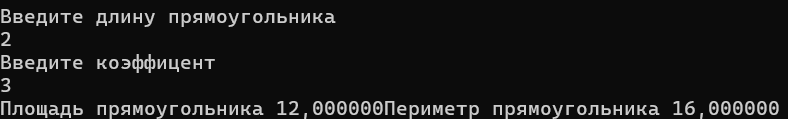 Введите длину прямоугольника
2
Введите коэффицент
3
Площадь прямоугольника 12,000000Периметр прямоугольника 16,000000